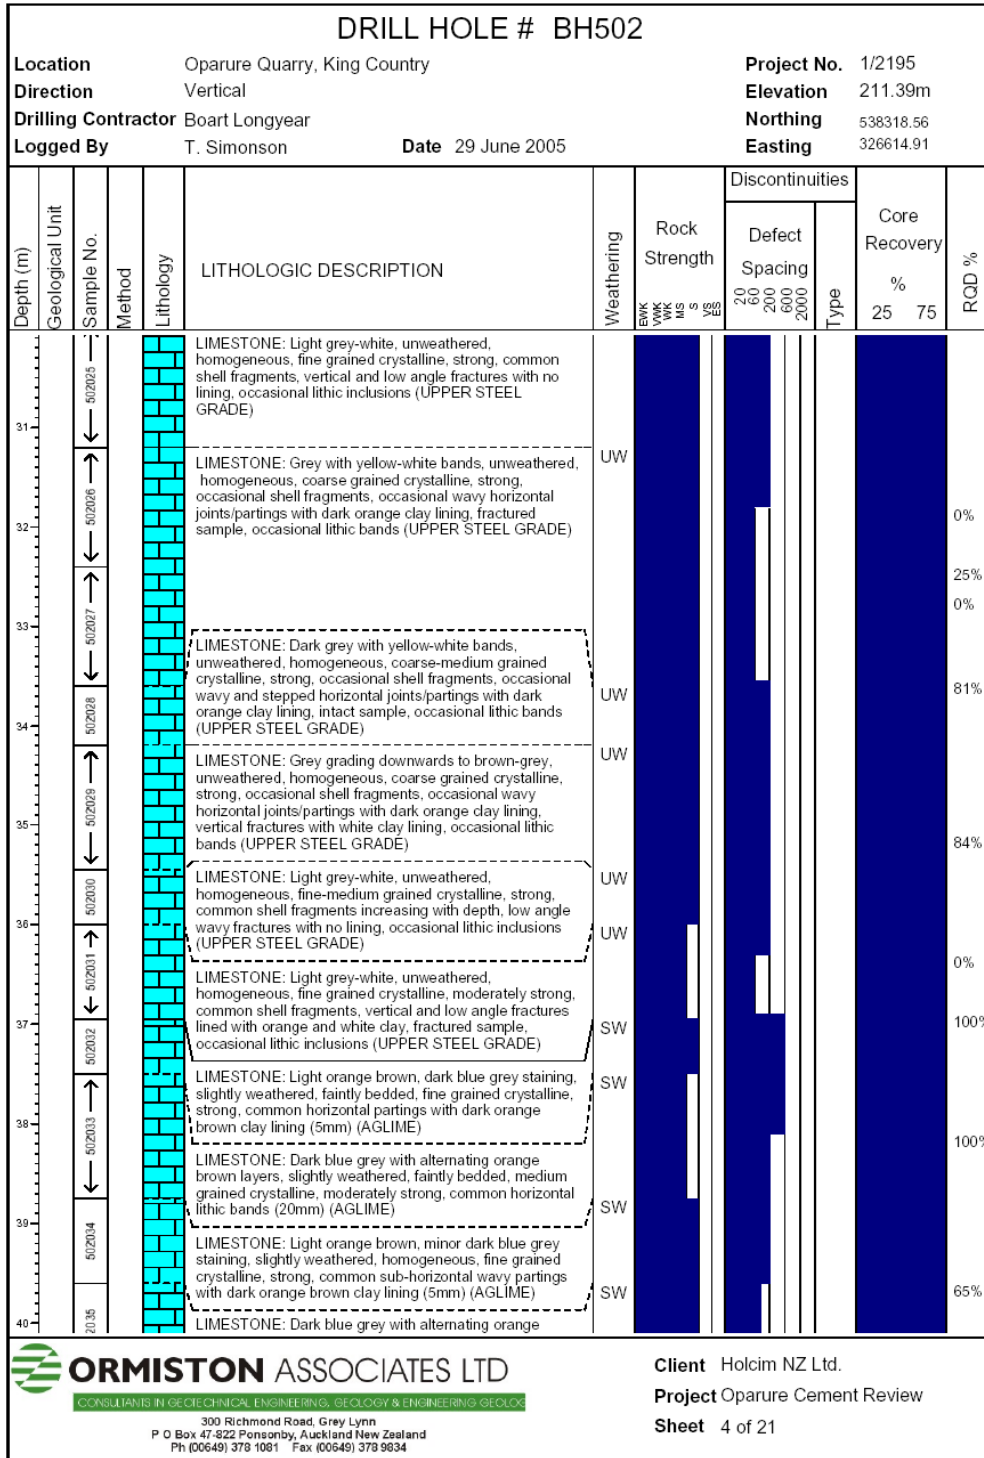 DRILL HOLE # BH502
Location Oparure Quarry, King Country Project No. 1/2195
Direction Vertical Elevation 211.39m
Drilling Contractor Boart Longyear Northing 538318.56
Logged By T. Simonson Date 29 June 2005 Easting 326614.91
Depth (m)
Geological Unit
Sample No.
Method
Lithology
LITHOLOGIC DESCRIPTION
Weathering
Rock
Strength
EWK
VWK
WK
MS
S
VS
ES
Discontinuities
Defect
Spacing
20
60
200
600
2000
Type
Core
Recovery
%
25 75
RQD %
502025
LIMESTONE: Light grey-white, unweathered,
homogeneous, fine grained crystalline, strong, common
shell fragments, vertical and low angle fractures with no
lining, occasional lithic inclusions (UPPER STEEL
GRADE)
31
502026
LIMESTONE: Grey with yellow-white bands, unweathered,
homogeneous, coarse grained crystalline, strong,
occasional shell fragments, occasional wavy horizontal
joints/partings with dark orange clay lining, fractured
sample, occasional lithic bands (UPPER STEEL GRADE)
UW
32
0%
25%
0%
502027
33
LIMESTONE: Dark grey with yellow-white bands,
unweathered, homogeneous, coarse-medium grained
crystalline, strong, occasional shell fragments, occasional
wavy and stepped horizontal joints/partings with dark
orange clay lining, intact sample, occasional lithic bands
(UPPER STEEL GRADE)
UW
81%
502028
34
LIMESTONE: Grey grading downwards to brown-grey,
unweathered, homogeneous, coarse grained crystalline,
strong, occasional shell fragments, occasional wavy
horizontal joints/partings with dark orange clay lining,
vertical fractures with white clay lining, occasional lithic
bands (UPPER STEEL GRADE)
UW
502029
35
84%
LIMESTONE: Light grey-white, unweathered,
homogeneous, fine-medium grained crystalline, strong,
common shell fragments increasing with depth, low angle
wavy fractures with no lining, occasional lithic inclusions
(UPPER STEEL GRADE)
UW
502030
36
UW
0%
502031
LIMESTONE: Light grey-white, unweathered,
homogeneous, fine grained crystalline, moderately strong,
common shell fragments, vertical and low angle fractures
lined with orange and white clay, fractured sample,
occasional lithic inclusions (UPPER STEEL GRADE)
37
SW
100%
502032
LIMESTONE: Light orange brown, dark blue grey staining,
slightly weathered, faintly bedded, fine grained crystalline,
strong, common horizontal partings with dark orange
brown clay lining (5mm) (AGLIME)
SW
502033
38
100%
LIMESTONE: Dark blue grey with alternating orange
brown layers, slightly weathered, faintly bedded, medium
grained crystalline, moderately strong, common horizontal
lithic bands (20mm) (AGLIME)
SW
39
502034
LIMESTONE: Light orange brown, minor dark blue grey
staining, slightly weathered, homogeneous, fine grained
crystalline, strong, common sub-horizontal wavy partings
with dark orange brown clay lining (5mm) (AGLIME)
SW
65%
40
2035
LIMESTONE: Dark blue grey with alternating orange
ORMISTON ASSOCIATES LTD
CONSULTANTS IN GEOTECHNICAL ENGINEERING, GEOLOGY & ENGINEERING GEOLOG
300 Richmond Road, Grey Lynn
P O Box 47-822 Ponsonby, Auckland New Zealand
Ph (00649) 378 1081 Fax (00649) 378 9834
Client Holcim NZ Ltd.
Project Oparure Cement Review
Sheet 4 of 21